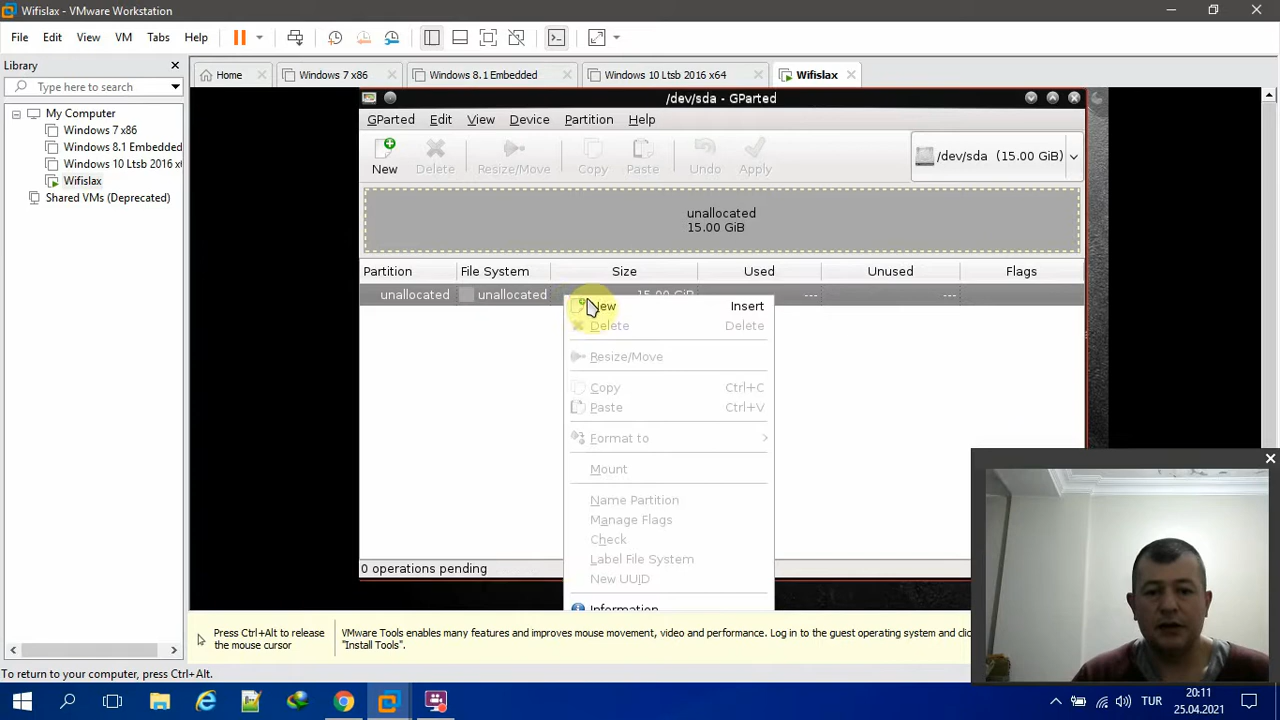 Wifislax - VMware Workstation
File Edit View VM Tabs Help
Library
Type here to search
My Computer
Windows 7 x86
Windows 8.1 Embedded
Windows 10 Ltsb 2016 x6
Wifislax
Shared VMs (Deprecated)
Home
Windows 7 x86
Windows 8.1 Embedded
Windows 10 Ltsb 2016 x64
Wifislax
/dev/sda - GParted
GParted Edit View Device Partition Help
New Delete Resize/Move Copy Paste Undo Apply
/dev/sda (15.00 GiB)
unallocated
15.00 GiB
Partition File System Size Used Unused Flags
unallocated unallocated 15.00 GiB --- ---
New Insert
Delete Delete
Resize/Move
Copy Ctrl+C
Paste Ctrl+V
Format to
Mount
Name Partition
Manage Flags
Check
Label File System
New UUID
Information
0 operations pending
Press Ctrl+Alt to release
the mouse cursor
VMware Tools enables many features and improves mouse movement, video and performance. Log in to the guest operating system and clic
"Install Tools".
To return to your computer, press Ctrl+Alt.
TUR
20:11
25.04.2021